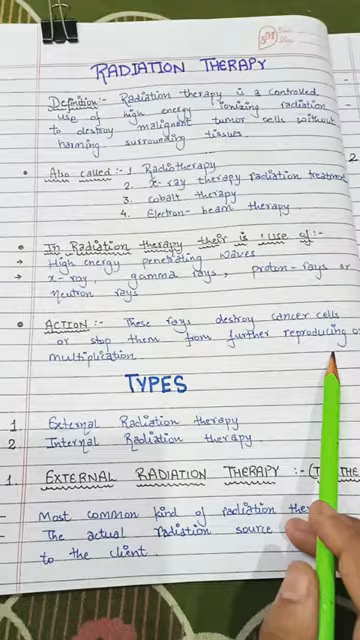 RADIATION THERAPY
Definition:- Radiation therapy is a controlled
use of high energy ionizing radiation
to destroy malignant tumor cells without
harming surrounding tissues.
Also called:- 1 Radiotherapy
2. x-ray therapy radiation treatment
3. cobalt therapy
4. Electron-beam therapy.
In Radiation therapy their is use of:-
→ High energy penetrating waves
→ x-ray, gamma rays, proton-rays or
neutron rays
ACTION:- These rays destroy cancer cells
or stop them from further reproducing or
multiplication.
TYPES
1. External Radiation therapy
2. Internal Radiation therapy.
1. EXTERNAL RADIATION THERAPY:-
Most common kind of radiation
The actual radiation source
to the client.
2